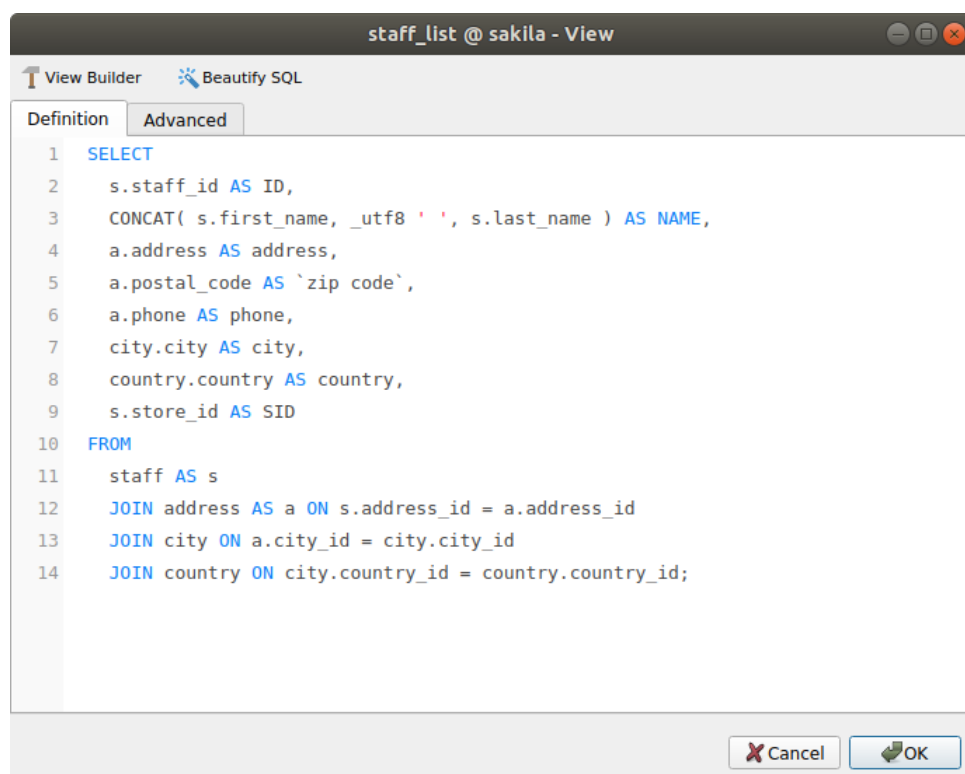 staff_list @ sakila - View
View Builder Beautify SQL
Definition Advanced
1 SELECT
2 s.staff_id AS ID,
3 CONCAT( s.first_name, _utf8 ' ', s.last_name ) AS NAME,
4 a.address AS address,
5 a.postal_code AS `zip code`,
6 a.phone AS phone,
7 city.city AS city,
8 country.country AS country,
9 s.store_id AS SID
10 FROM
11 staff AS s
12 JOIN address AS a ON s.address_id = a.address_id
13 JOIN city ON a.city_id = city.city_id
14 JOIN country ON city.country_id = country.country_id;
Cancel OK